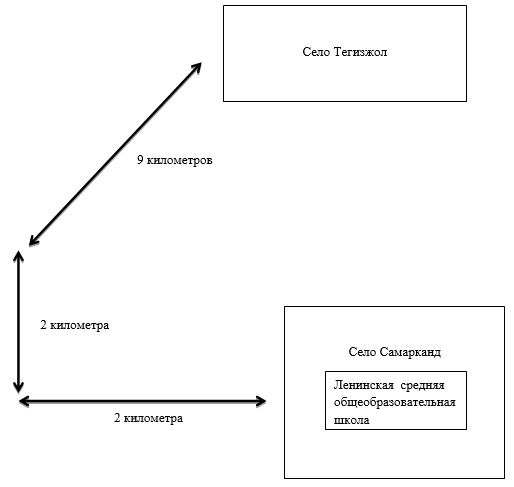 Село Тегизжол
9 километров
2 километра
Село Самарканд
Ленинская средняя
общеобразовательная
школа
2 километра